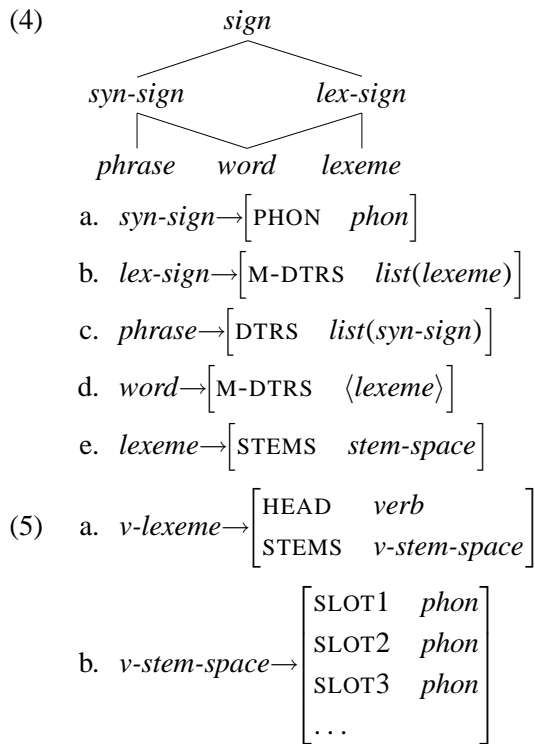 (4) sign
syn-sign lex-sign
phrase word lexeme
a. syn-sign→[PHON phon]
b. lex-sign→[M-DTRS list(lexeme)]
c. phrase→[DTRS list(syn-sign)]
d. word→[M-DTRS ⟨lexeme⟩]
e. lexeme→[STEMS stem-space]
(5) a. v-lexeme→[HEAD verb
STEMS v-stem-space]
b. v-stem-space→[SLOT1 phon
SLOT2 phon
SLOT3 phon
...]